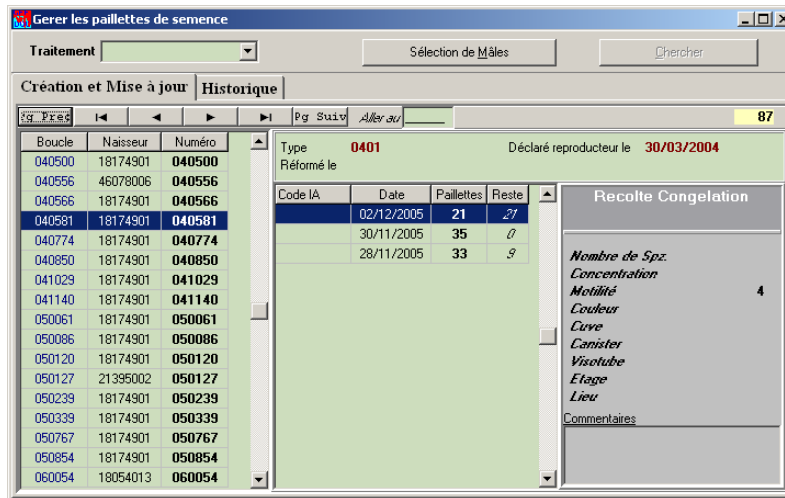 Gerer les paillettes de semence
Traitement Sélection de Mâles Chercher
Création et Mise à jour Historique
Pg Suiv Aller au 87
Boucle Naisseur Numéro
040500 18174901 040500
040556 46078006 040556
040566 18174901 040566
040581 18174901 040581
040774 18174901 040774
040850 18174901 040850
041029 18174901 041029
041140 18174901 041140
050061 18174901 050061
050086 18174901 050086
050120 18174901 050120
050127 21395002 050127
050239 18174901 050239
050339 18174901 050339
050767 18174901 050767
050854 18174901 050854
060054 18054013 060054
Type 0401 Déclaré reproducteur le 30/03/2004
Réformé le
Code IA Date Paillettes Reste
02/12/2005 21 21
30/11/2005 35 0
28/11/2005 33 9
Recolte Congelation
Nombre de Spz.
Concentration
Motilité 4
Couleur
Cuve
Canister
Visotube
Etage
Lieu
Commentaires